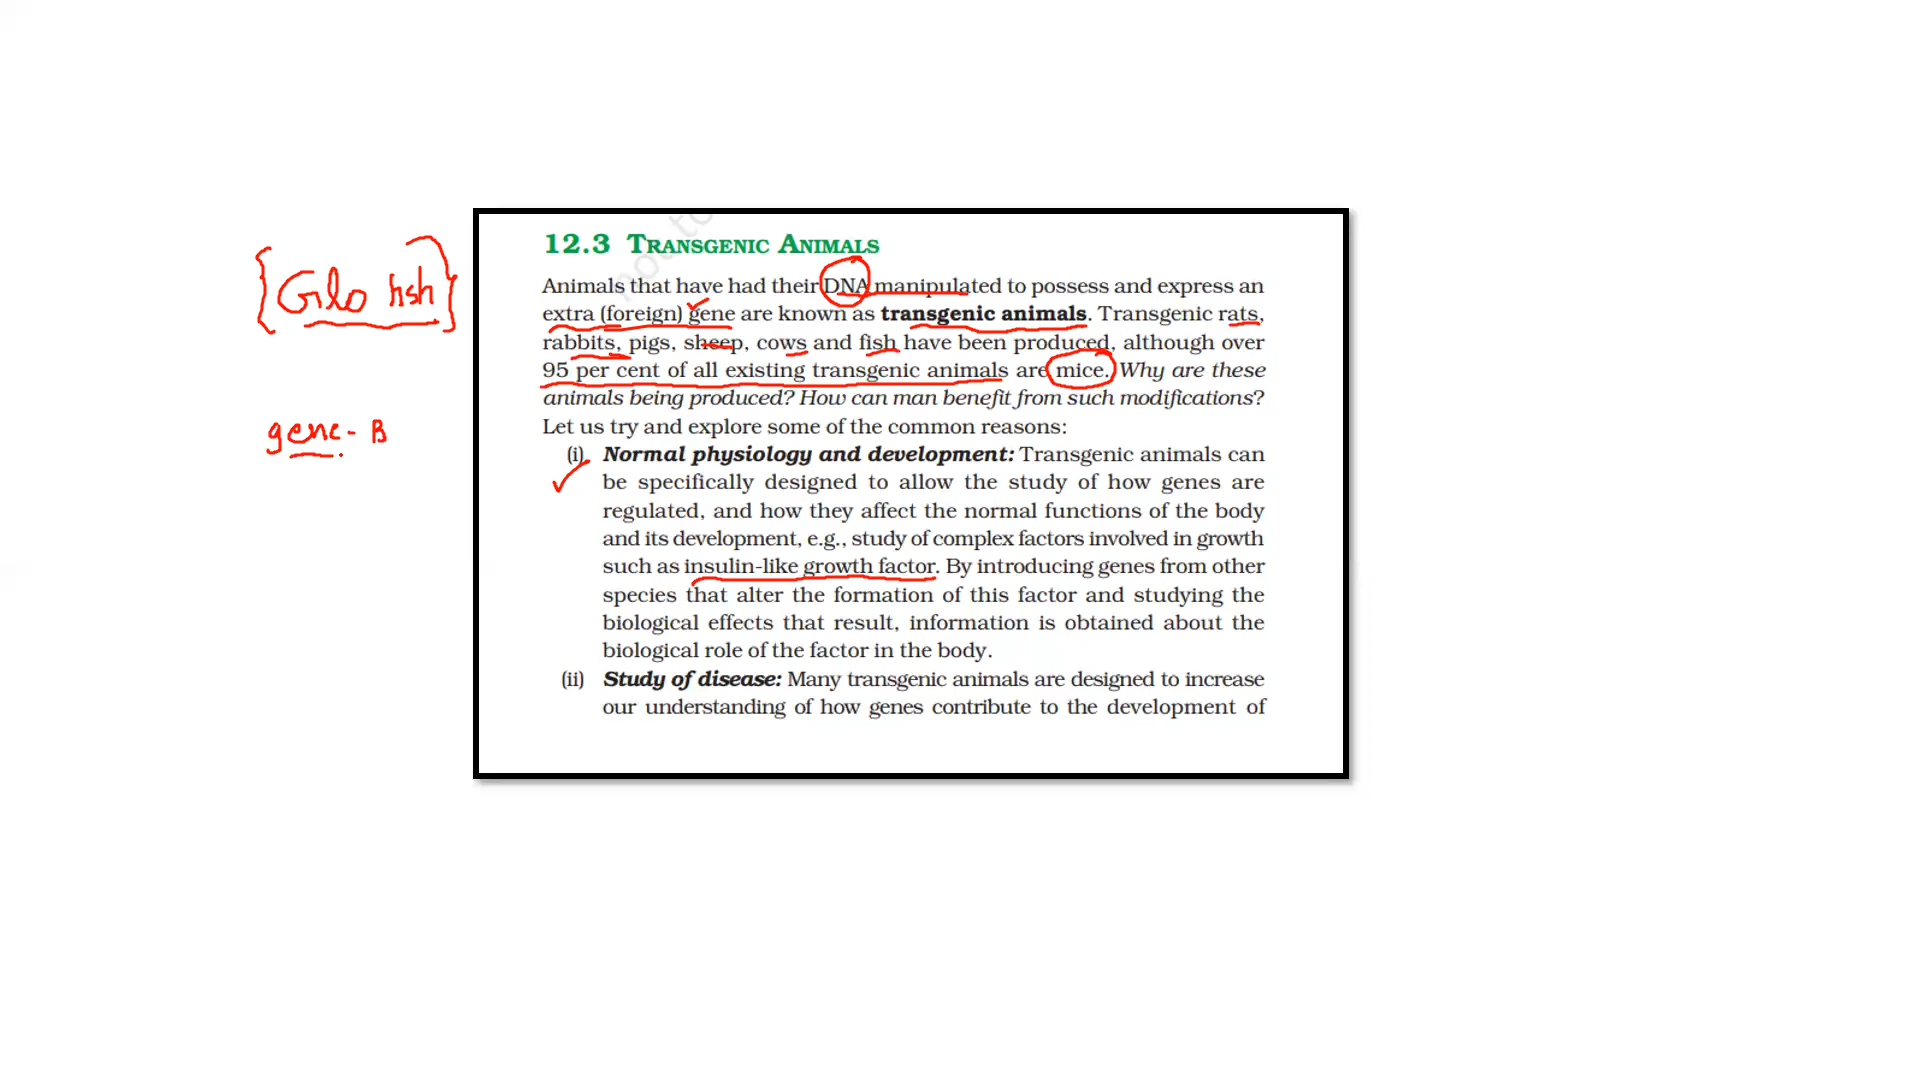 not to
12.3 TRANSGENIC ANIMALS
Animals that have had their DNA manipulated to possess and express an
extra (foreign) gene are known as transgenic animals. Transgenic rats,
rabbits, pigs, sheep, cows and fish have been produced, although over
95 per cent of all existing transgenic animals are mice. Why are these
animals being produced? How can man benefit from such modifications?
Let us try and explore some of the common reasons:
(i) Normal physiology and development: Transgenic animals can
be specifically designed to allow the study of how genes are
regulated, and how they affect the normal functions of the body
and its development, e.g., study of complex factors involved in growth
such as insulin-like growth factor. By introducing genes from other
species that alter the formation of this factor and studying the
biological effects that result, information is obtained about the
biological role of the factor in the body.
(ii) Study of disease: Many transgenic animals are designed to increase
our understanding of how genes contribute to the development of
{Glo fish}
gene - B